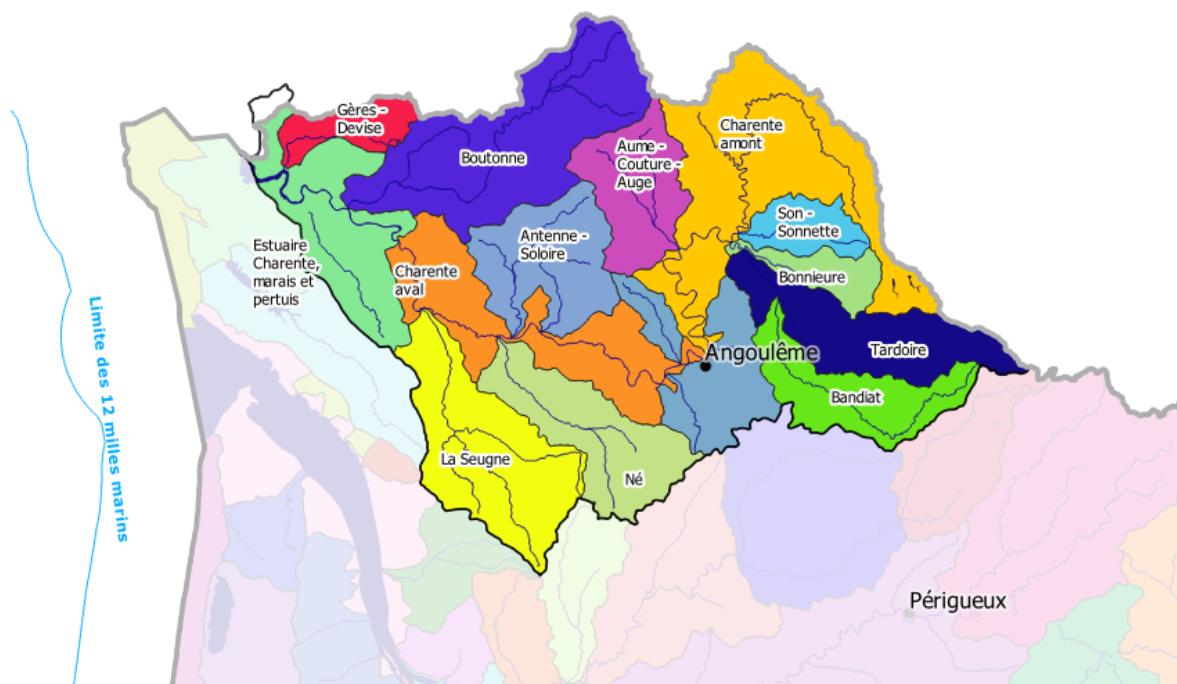 Gères -
Devise
Boutonne
Aume -
Couture -
Auge
Charente
amont
Son -
Sonnette
Bonnieure
Antenne -
Soloire
Estuaire
Charente,
marais et
pertuis
Charente
aval
Angoulême
Tardoire
Bandiat
La Seugne
Né
Limite des 12 milles marins
Périgueux